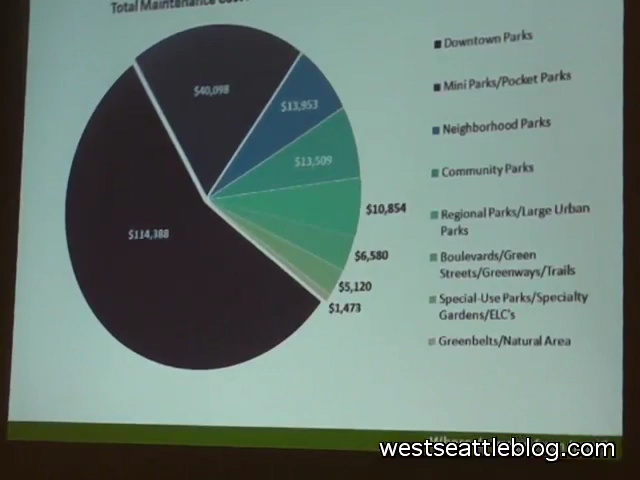 Total Maintenance
Downtown Parks
$40,098
Mini Parks/Pocket Parks
$13,953
Neighborhood Parks
$13,509
Community Parks
$10,854
Regional Parks/Large Urban
Parks
$114,388
$6,580
Boulevards/Green
Streets/Greenways/Trails
$5,120
Special-Use Parks/Specialty
Gardens/ELC's
$1,473
Greenbelts/Natural Area
westseattleblog.com